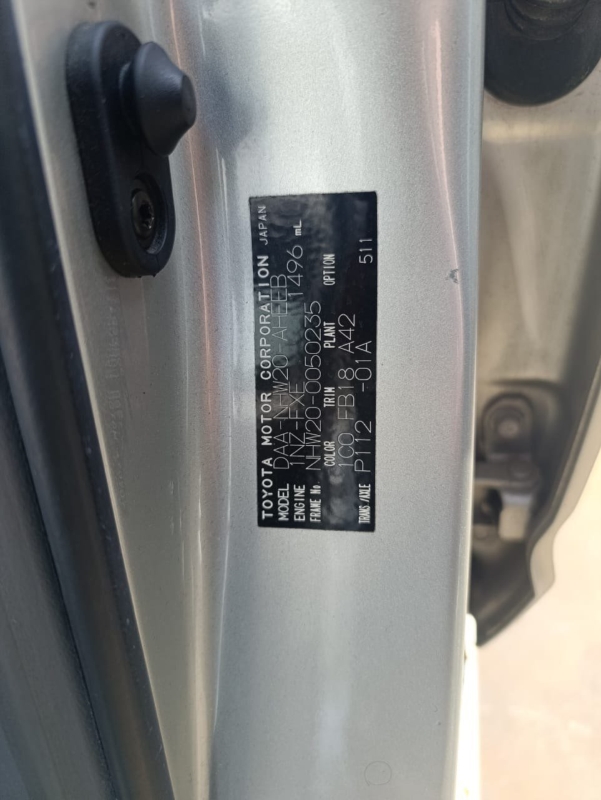 TOYOTA MOTOR CORPORATION JAPAN
MODEL DAA-NHW20-AHEEB
ENGINE 1NZ-FXE 1496 mL
FRAME No. NHW20-0050235
COLOR TRIM PLANT OPTION
1C0 FB18 A42 511
TRANS/AXLE P112 -01A